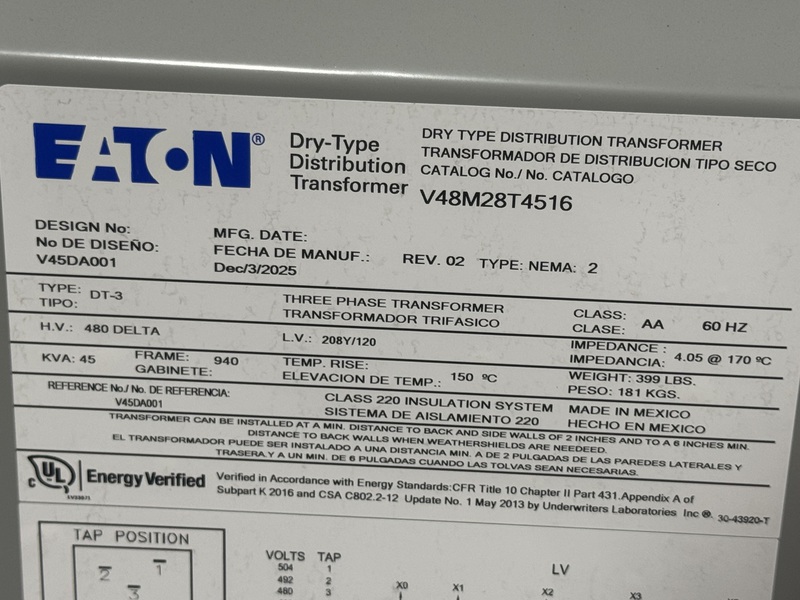 EATON®
Dry-Type
Distribution
Transformer
DRY TYPE DISTRIBUTION TRANSFORMER
TRANSFORMADOR DE DISTRIBUCION TIPO SECO
CATALOG No./ No. CATALOGO
V48M28T4516
DESIGN No:
No DE DISEÑO:
V45DA001
MFG. DATE:
FECHA DE MANUF.:
Dec/3/2025
REV. 02 TYPE: NEMA: 2
TYPE: DT-3
TIPO:
THREE PHASE TRANSFORMER
TRANSFORMADOR TRIFASICO
CLASS:
CLASE: AA 60 HZ
H.V.: 480 DELTA
L.V.: 208Y/120
IMPEDANCE :
IMPEDANCIA: 4.05 @ 170 ºC
KVA: 45
FRAME: 940
GABINETE:
TEMP. RISE:
ELEVACION DE TEMP.: 150 ºC
WEIGHT: 399 LBS.
PESO: 181 KGS.
REFERENCE No./ No. DE REFERENCIA:
V45DA001
CLASS 220 INSULATION SYSTEM
SISTEMA DE AISLAMIENTO 220
MADE IN MEXICO
HECHO EN MEXICO
TRANSFORMER CAN BE INSTALLED AT A MIN. DISTANCE TO BACK AND SIDE WALLS OF 2 INCHES AND TO A 6 INCHES MIN.
DISTANCE TO BACK WALLS WHEN WEATHERSHIELDS ARE NEEDEED.
EL TRANSFORMADOR PUEDE SER INSTALADO A UNA DISTANCIA MIN. A DE 2 PULGADAS DE LAS PAREDES LATERALES Y
TRASERA,Y A UN MIN. DE 6 PULGADAS CUANDO LAS TOLVAS SEAN NECESARIAS.
c UL
Energy Verified
Verified in Accordance with Energy Standards:CFR Title 10 Chapter II Part 431.Appendix A of
Subpart K 2016 and CSA C802.2-12 Update No. 1 May 2013 by Underwriters Laboratories Inc ®. 30-43920-T
TAP POSITION
2 1
3
VOLTS TAP
504 1
492 2
480 3
LV
X0 X1 X2 X3